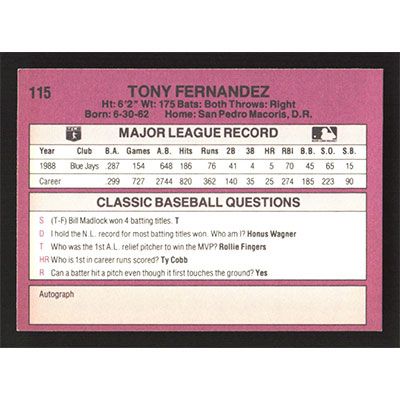 115
TONY FERNANDEZ
Ht: 6'2" Wt: 175 Bats: Both Throws: Right
Born: 6-30-62 Home: San Pedro Macoris, D.R.
MAJOR LEAGUE RECORD
Year Club B.A. Games A.B. Hits Runs 2B 3B HR RBI B.B. S.O. S.B.
1988 Blue Jays .287 154 648 186 76 41 4 5 70 45 65 15
Career .299 727 2744 820 362 140 35 25 274 185 223 90
CLASSIC BASEBALL QUESTIONS
S (T-F) Bill Madlock won 4 batting titles. T
D I hold the N.L. record for most batting titles won. Who am I? Honus Wagner
T Who was the 1st A.L. relief pitcher to win the MVP? Rollie Fingers
HR Who is 1st in career runs scored? Ty Cobb
R Can a batter hit a pitch even though it first touches the ground? Yes
Autograph